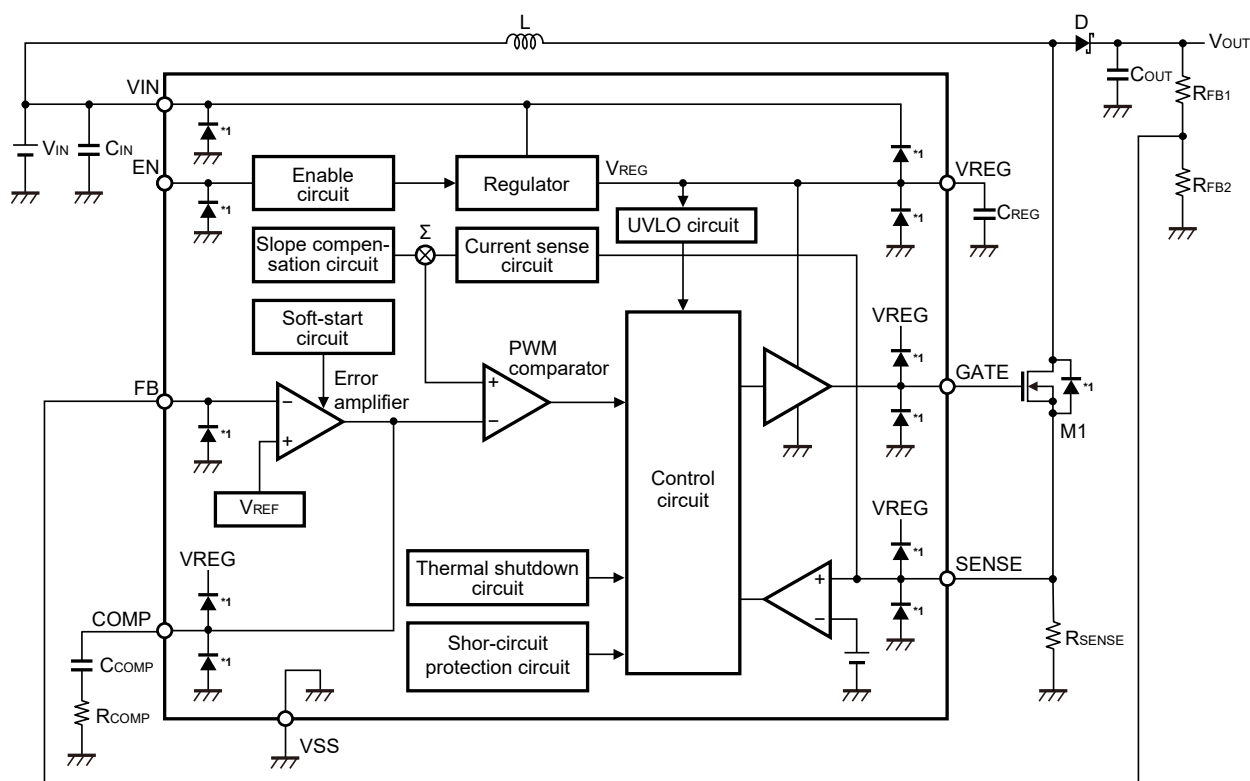 L
D
VOUT
COUT
RFB1
RFB2
VIN
VIN
CIN
EN
*1
*1
Enable
circuit
Regulator
VREG
*1
*1
VREG
CREG
UVLO circuit
Slope compen-
sation circuit
Σ
Current sense
circuit
Soft-start
circuit
Error
amplifier
PWM
comparator
FB
*1
−
+
VREF
+
−
Control
circuit
VREG
*1
*1
GATE
*1
M1
VREG
*1
*1
SENSE
RSENSE
+
−
Thermal shutdown
circuit
Shor-circuit
protection circuit
VREG
*1
*1
COMP
CCOMP
RCOMP
VSS